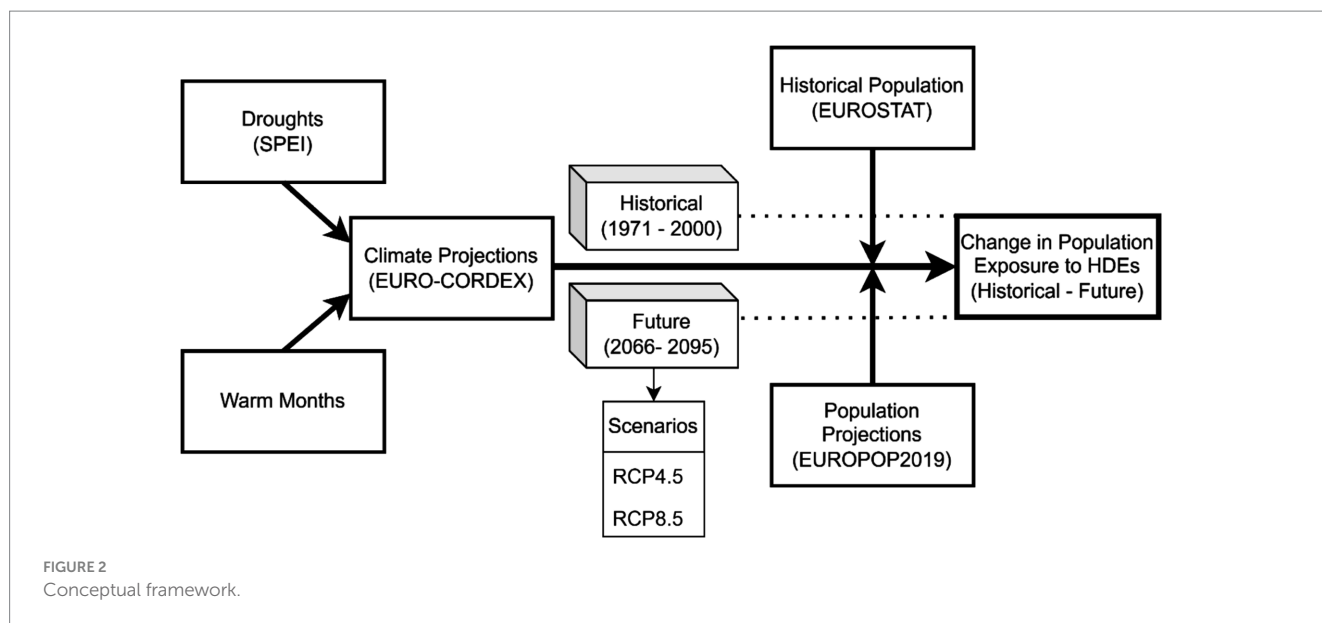 Droughts
(SPEI)
Warm Months
Climate Projections
(EURO-CORDEX)
Historical
(1971 - 2000)
Future
(2066- 2095)
Scenarios
RCP4.5
RCP8.5
Historical Population
(EUROSTAT)
Population
Projections
(EUROPOP2019)
Change in Population
Exposure to HDEs
(Historical - Future)
FIGURE 2
Conceptual framework.